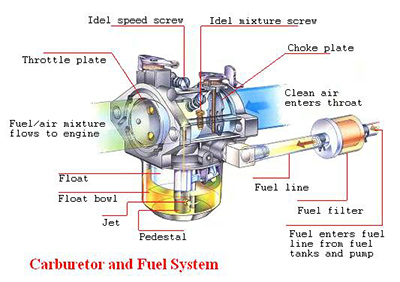 Idel speed screw
Idel mixture screw
Throttle plate
Choke plate
Clean air
enters throat
Fuel/air mixture
flows to engine
Float
Float bowl
Jet
Pedestal
Fuel line
Fuel filter
Fuel enters fuel
line from fuel
tanks and pump
Carburetor and Fuel System